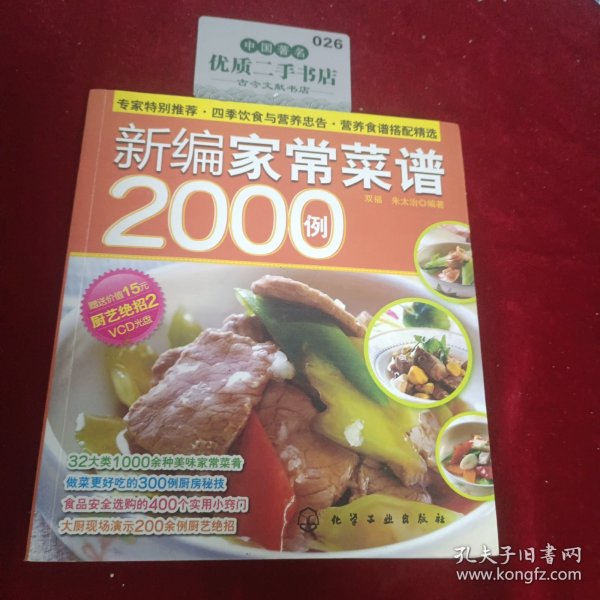 026
中国著名
优质二手书店
古今文献书店
专家特别推荐·四季饮食与营养忠告·营养食谱搭配精选
新编家常菜谱
2000例
双福 朱太治◎编著
赠送价值15元
厨艺绝招2
VCD光盘
32大类1000余种美味家常菜肴
做菜更好吃的300例厨房秘技
食品安全选购的400个实用小窍门
大厨现场演示200余例厨艺绝招
化学工业出版社
孔夫子旧书网
www.kongfz.com